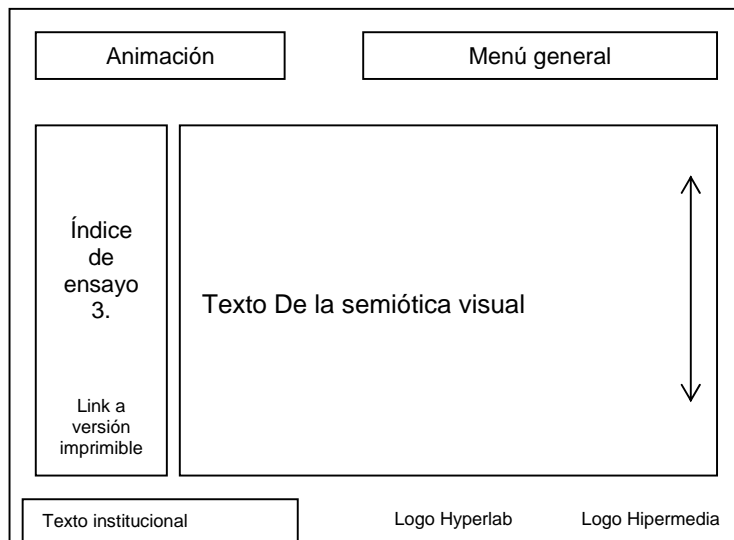 Animación
Menú general
Índice
de
ensayo
3.
Link a
versión
imprimible
Texto De la semiótica visual
Texto institucional
Logo Hyperlab
Logo Hipermedia